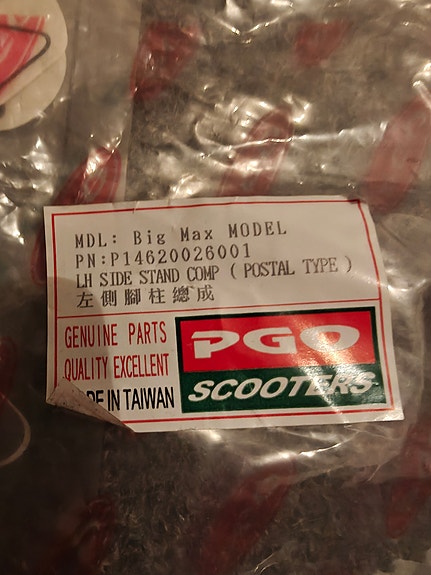 MDL: Big Max MODEL
PN:P14620026001
LH SIDE STAND COMP ( POSTAL TYPE )
左側腳柱總成
GENUINE PARTS
QUALITY EXCELLENT
DE IN TAIWAN
PGO
SCOOTERS